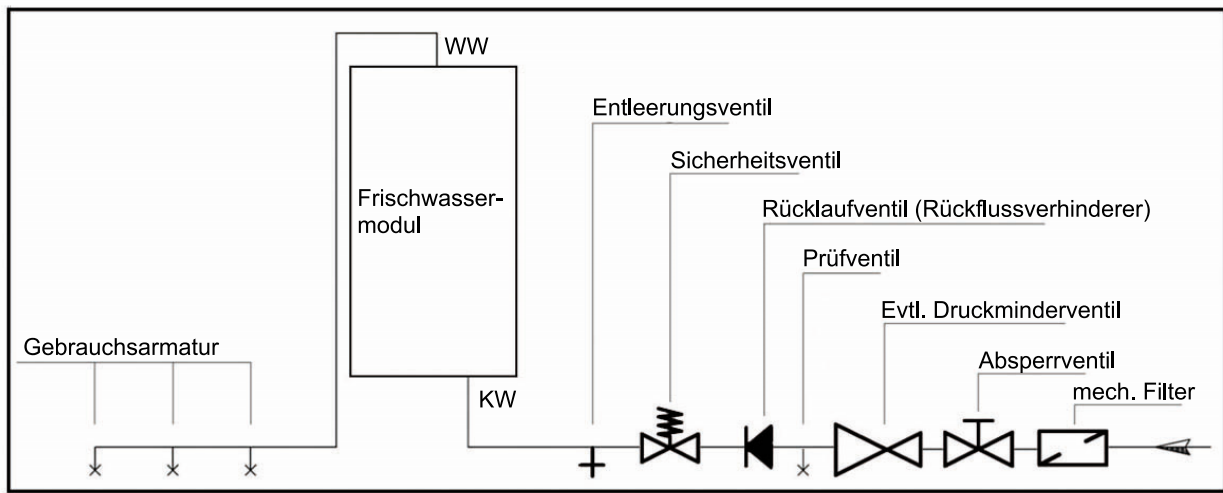 WW
Entleerungsventil
Sicherheitsventil
Frischwasser-
modul
Rücklaufventil (Rückflussverhinderer)
Prüfventil
Evtl. Druckminderventil
Gebrauchsarmatur
Absperrventil
KW
mech. Filter